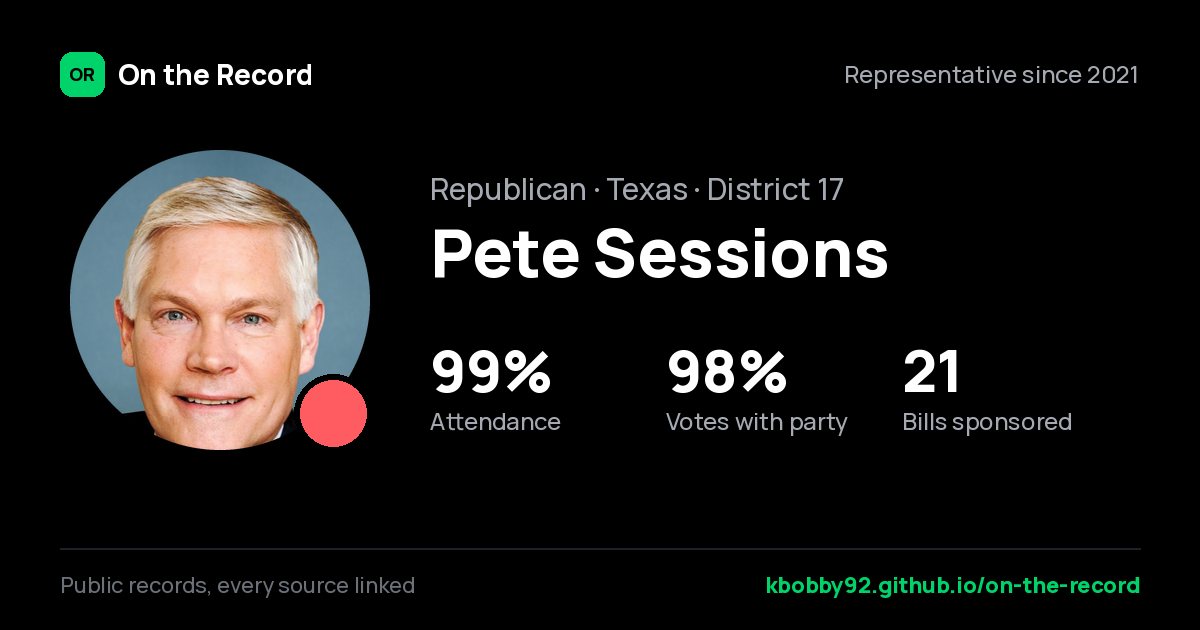 OR On the Record
Representative since 2021
Republican · Texas · District 17
Pete Sessions
99% 98% 21
Attendance Votes with party Bills sponsored
Public records, every source linked
kbobby92.github.io/on-the-record